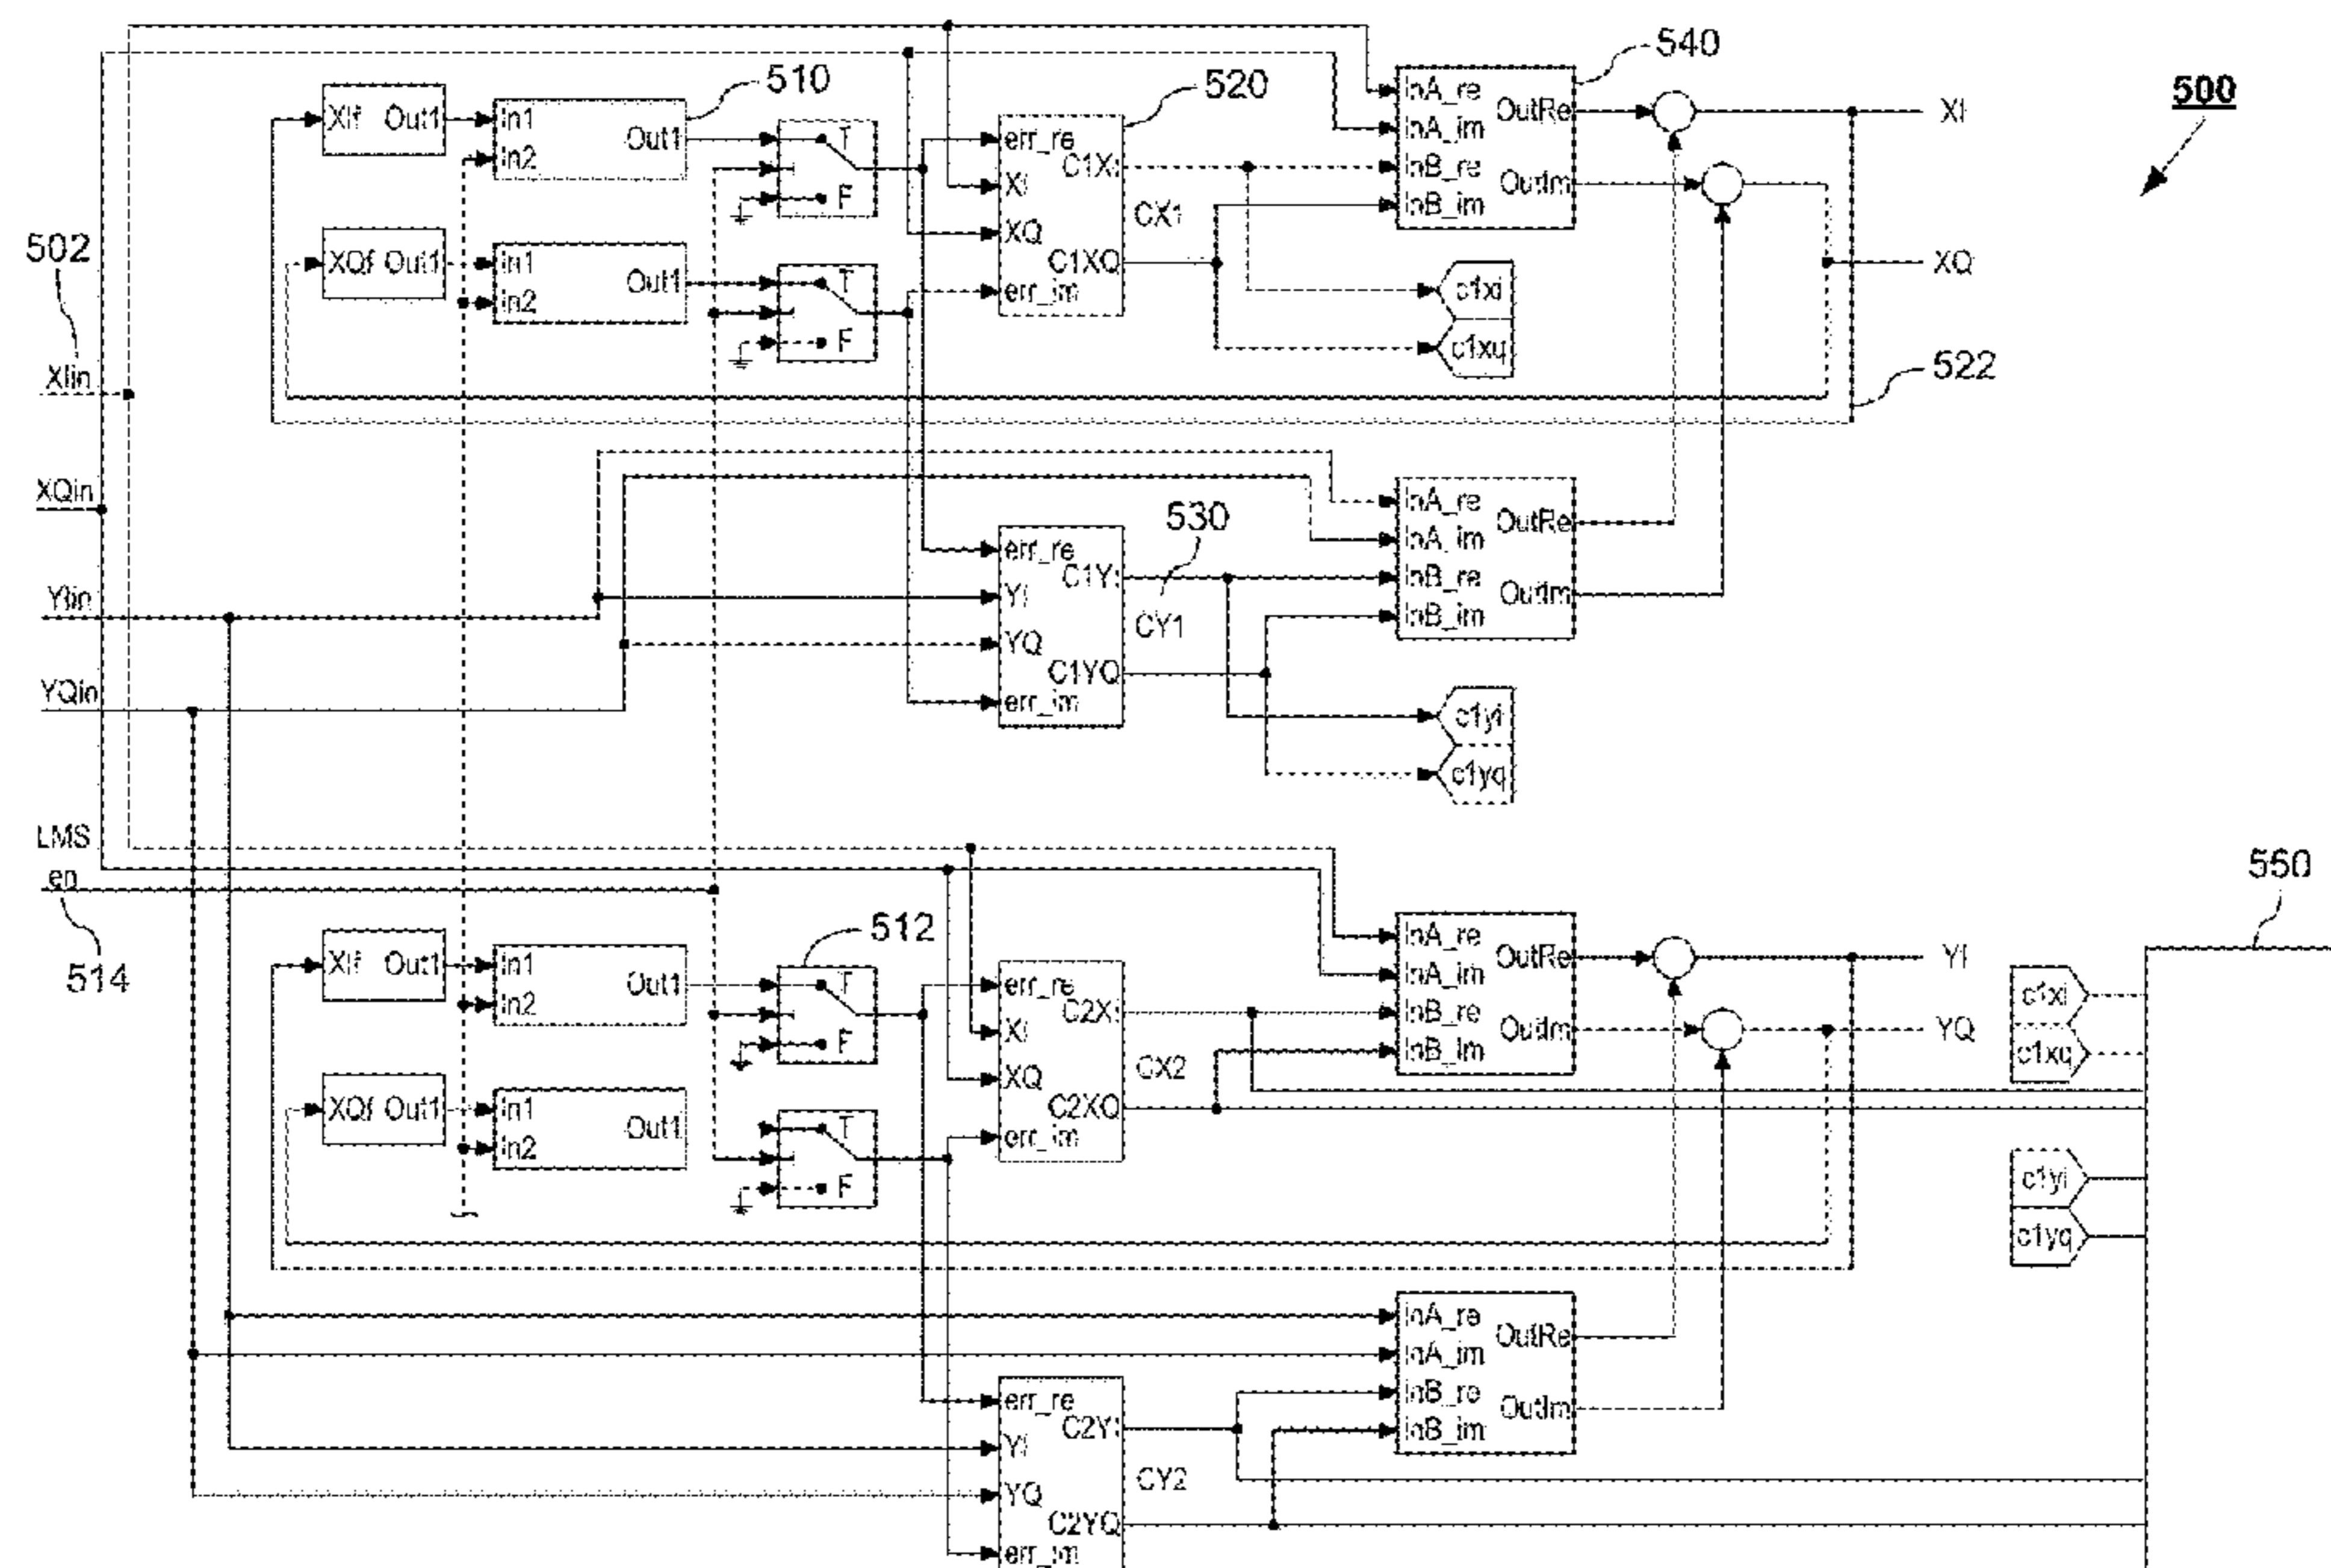 500
502
XIin
XQin
YIin
YQin
LMS
en
514
XIf Out1
In1
In2
Out1
510
T
F
XQf Out1
In1
In2
Out1
T
F
520
err_re
XI
XQ
err_im
C1XI
C1XQ
CX1
540
InA_re
InA_im
InB_re
InB_im
OutRe
OutIm
XI
XQ
c1xi
c1xq
522
530
err_re
YI
YQ
err_im
C1YI
C1YQ
CY1
InA_re
InA_im
InB_re
InB_im
OutRe
OutIm
c1yi
c1yq
XIf Out1
In1
In2
Out1
512
T
F
XQf Out1
In1
In2
Out1
T
F
err_re
XI
XQ
err_im
C2XI
C2XQ
CX2
InA_re
InA_im
InB_re
InB_im
OutRe
OutIm
YI
YQ
550
c1xi
c1xq
c1yi
c1yq
err_re
YI
YQ
err_im
C2YI
C2YQ
CY2
InA_re
InA_im
InB_re
InB_im
OutRe
OutIm